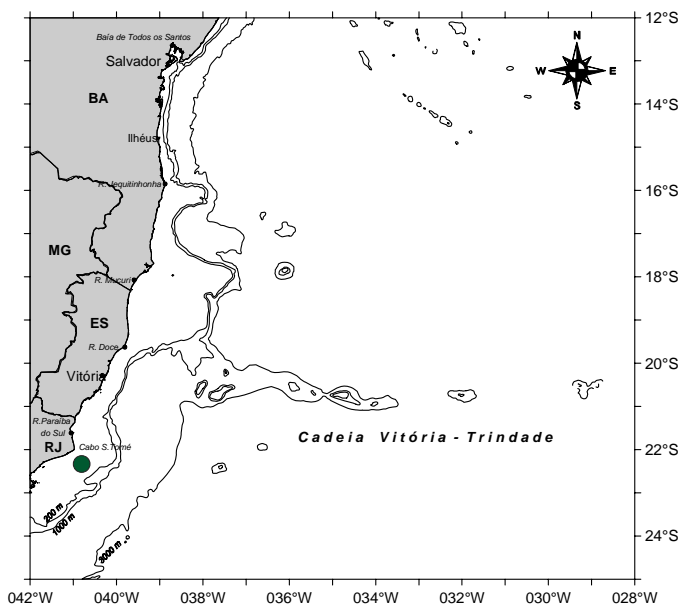 12°S
Baía de Todos os Santos
N
Salvador
W
E
S
BA
14°S
Ilhéus
R. Jequitinhonha
16°S
MG
R. Mucuri
18°S
ES
R. Doce
20°S
Vitória
R.Paraíba
do Sul
Cadeia Vitória - Trindade
Cabo S.Tomé
RJ
22°S
200 m
1000 m
3000 m
24°S
042°W
040°W
038°W
036°W
034°W
032°W
030°W
028°W